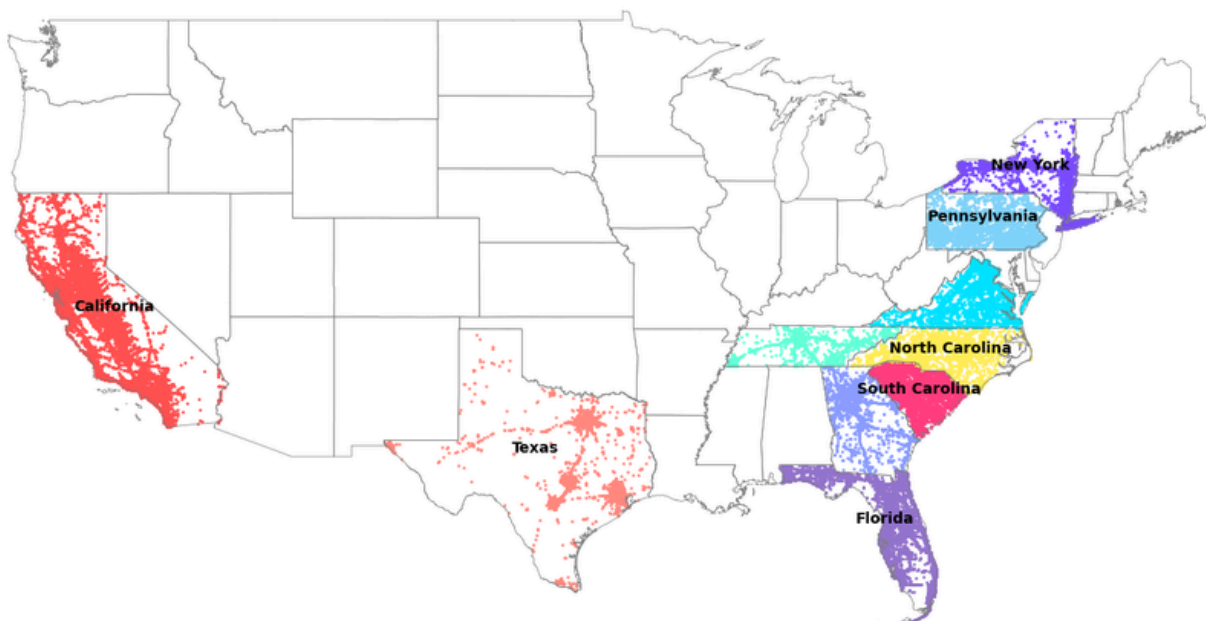 New York
Pennsylvania
California
North Carolina
South Carolina
Texas
Florida